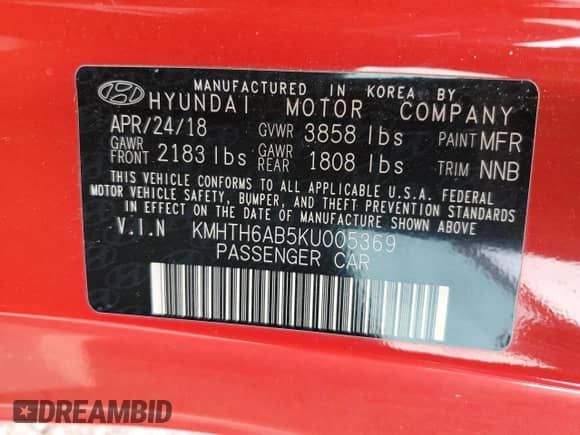 MANUFACTURED IN KOREA BY
HYUNDAI MOTOR COMPANY
APR/24/18 GVWR 3858 lbs PAINT MFR
GAWR FRONT 2183 lbs GAWR REAR 1808 lbs TRIM NNB
THIS VEHICLE CONFORMS TO ALL APPLICABLE U.S.A. FEDERAL
MOTOR VEHICLE SAFETY, BUMPER, AND THEFT PREVENTION STANDARDS
IN EFFECT ON THE DATE OF MANUFACTURE SHOWN ABOVE.
V.I.N KMHTH6AB5KU005369
PASSENGER CAR
DREAMBID